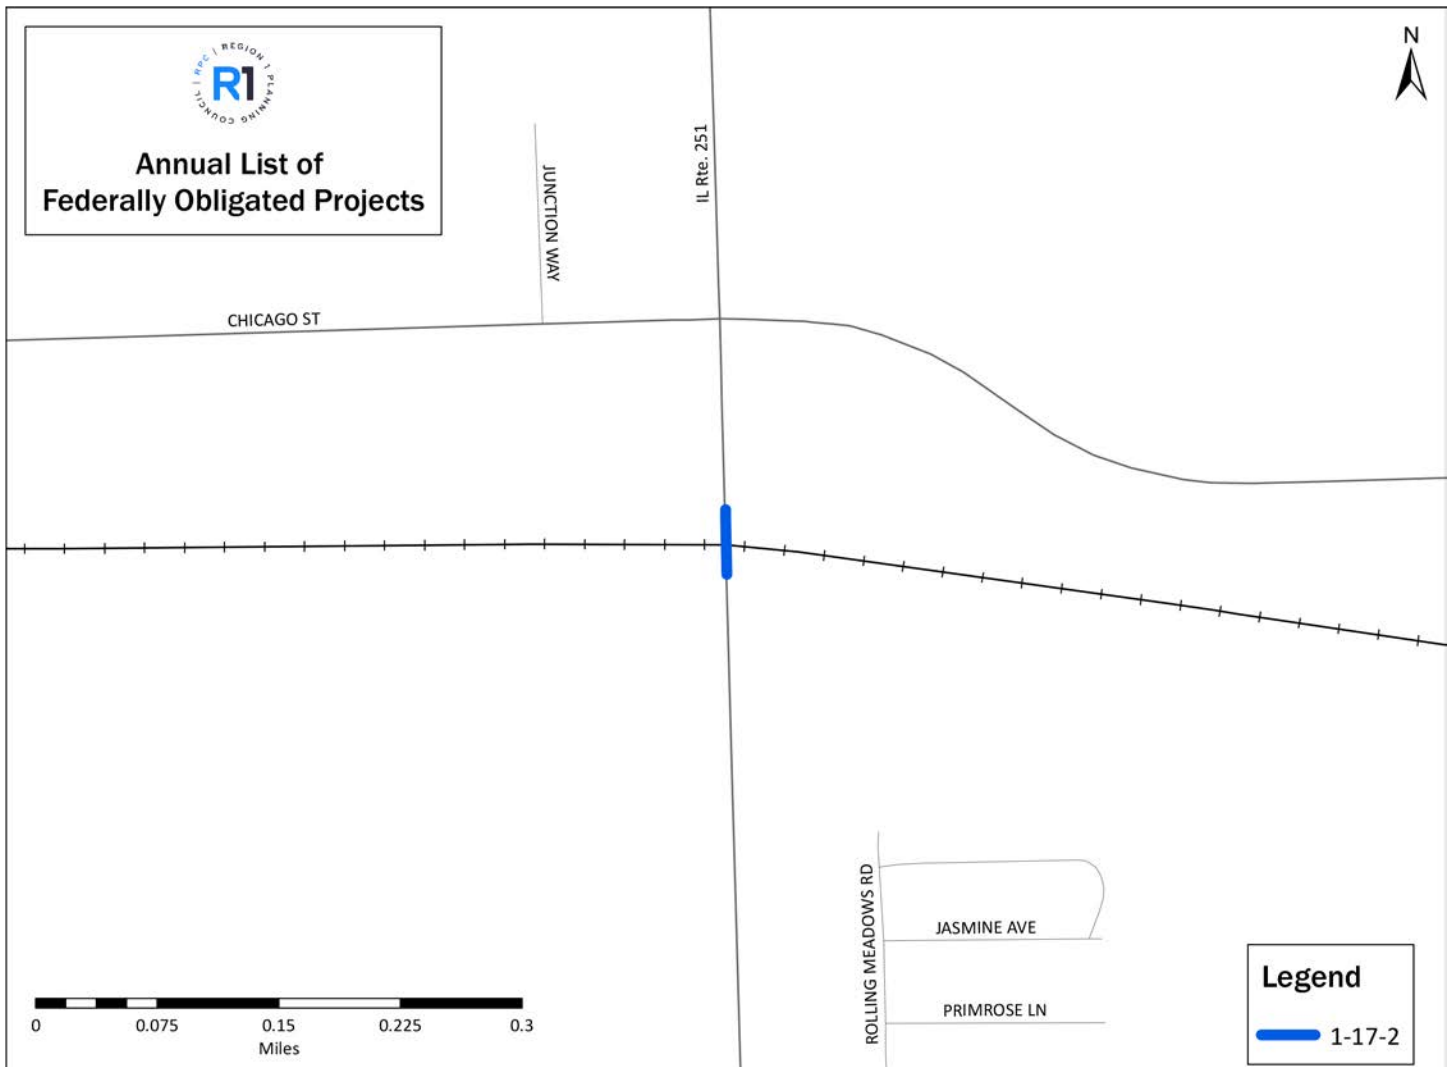 RPC | REGION 1 PLANNING COUNCIL |
R1
Annual List of
Federally Obligated Projects
N
IL Rte. 251
JUNCTION WAY
CHICAGO ST
ROLLING MEADOWS RD
JASMINE AVE
PRIMROSE LN
0 0.075 0.15 0.225 0.3
Miles
Legend
1-17-2